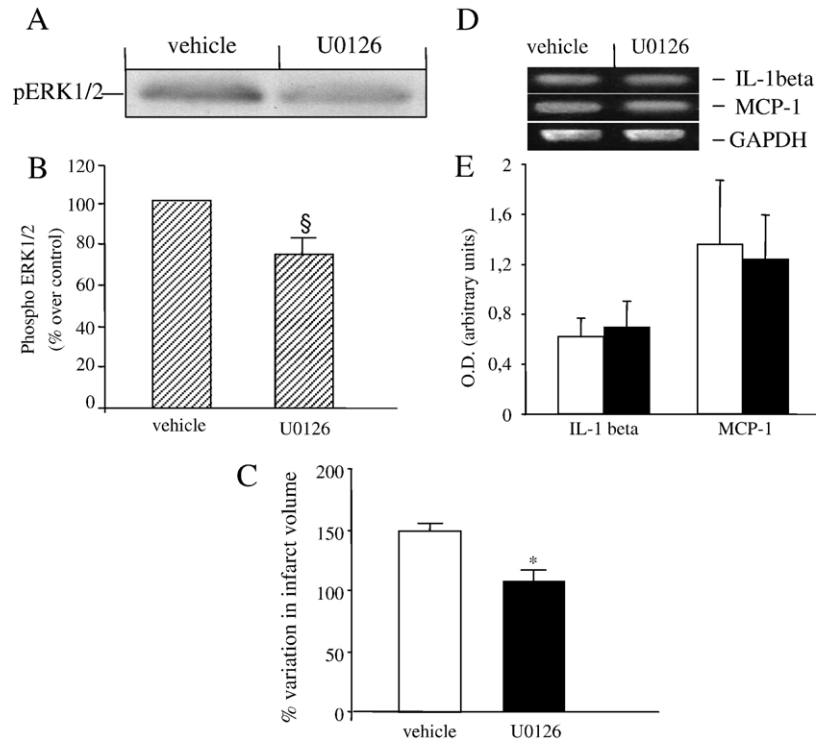 A
vehicle U0126
pERK1/2
B
Phospho ERK1/2
(% over control)
120
100
80
60
40
20
0
§
vehicle U0126
D
vehicle U0126
IL-1beta
MCP-1
GAPDH
E
O.D. (arbitrary units)
2
1,6
1,2
0,8
0,4
0
IL-1 beta MCP-1
C
% variation in infarct volume
200
150
100
50
0
*
vehicle U0126